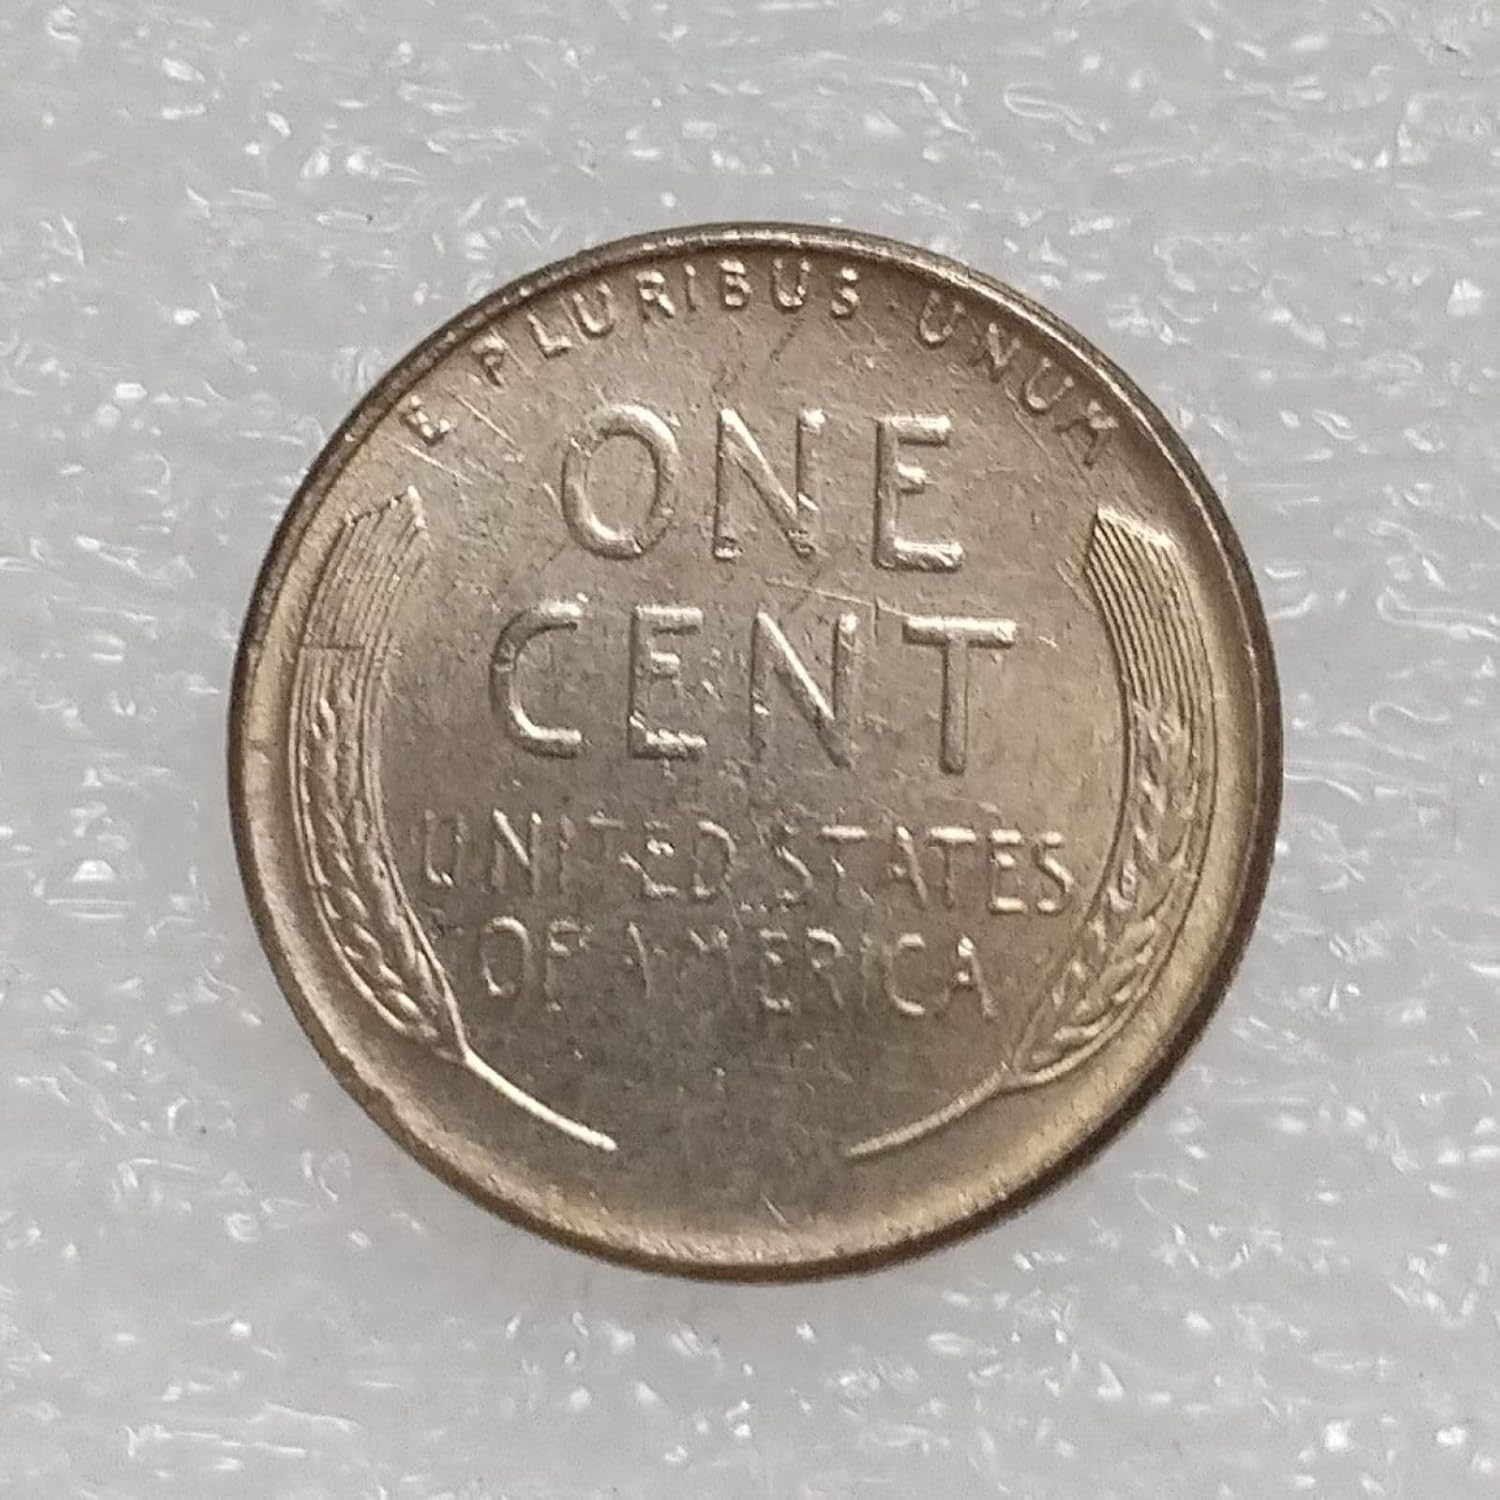 E PLURIBUS · UNUM
ONE
CENT
UNITED STATES
OF AMERICA